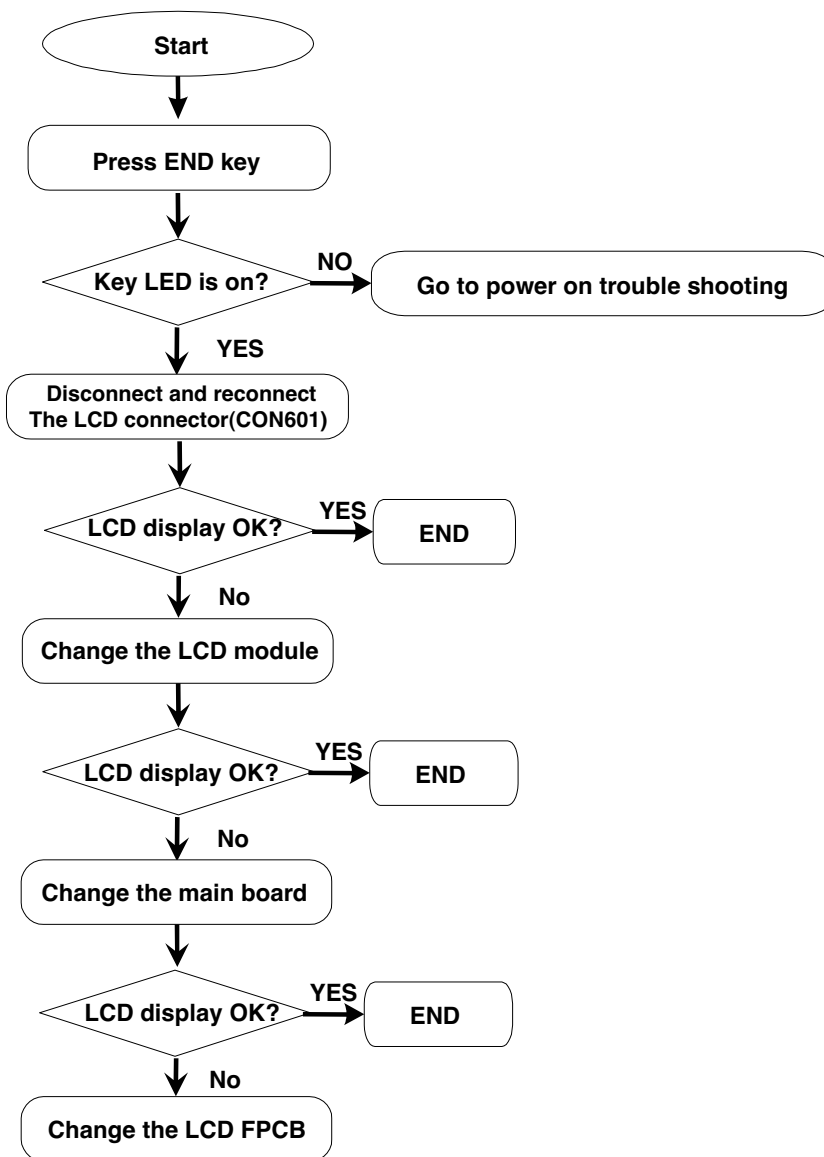 Start
Press END key
Key LED is on?
NO
Go to power on trouble shooting
YES
Disconnect and reconnect
The LCD connector(CON601)
LCD display OK?
YES
END
No
Change the LCD module
LCD display OK?
YES
END
No
Change the main board
LCD display OK?
YES
END
No
Change the LCD FPCB